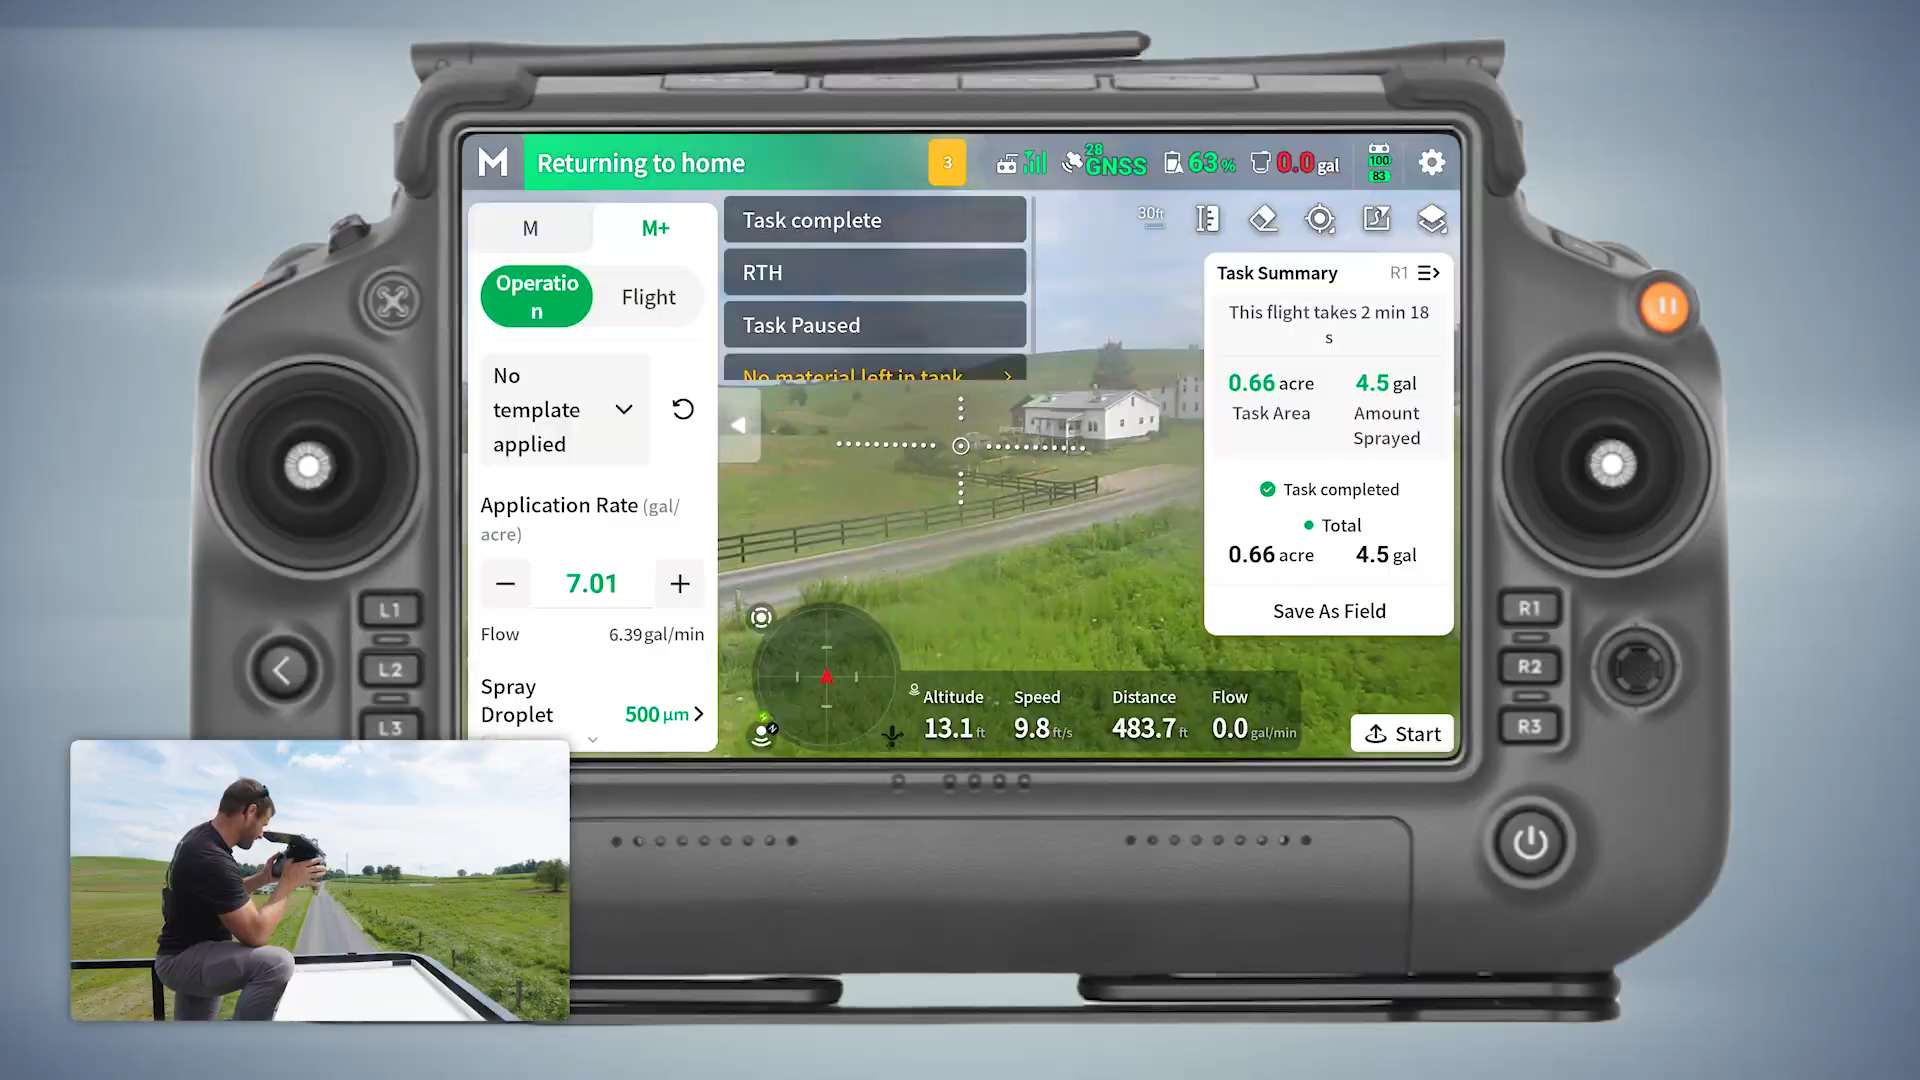 Returning to home
3
28
GNSS
63%
0.0 gal
100
83
M
M+
Operatio
n
Flight
No
template
applied
Application Rate (gal/
acre)
7.01
Flow 6.39gal/min
Spray
Droplet
500 μm
Task complete
RTH
Task Paused
No material left in tank
30ft
Task Summary R1
This flight takes 2 min 18
s
0.66 acre 4.5 gal
Task Area Amount
Sprayed
Task completed
Total
0.66 acre 4.5 gal
Save As Field
Altitude Speed Distance Flow
13.1 ft 9.8 ft/s 483.7 ft 0.0 gal/min
Start
L1
L2
L3
R1
R2
R3